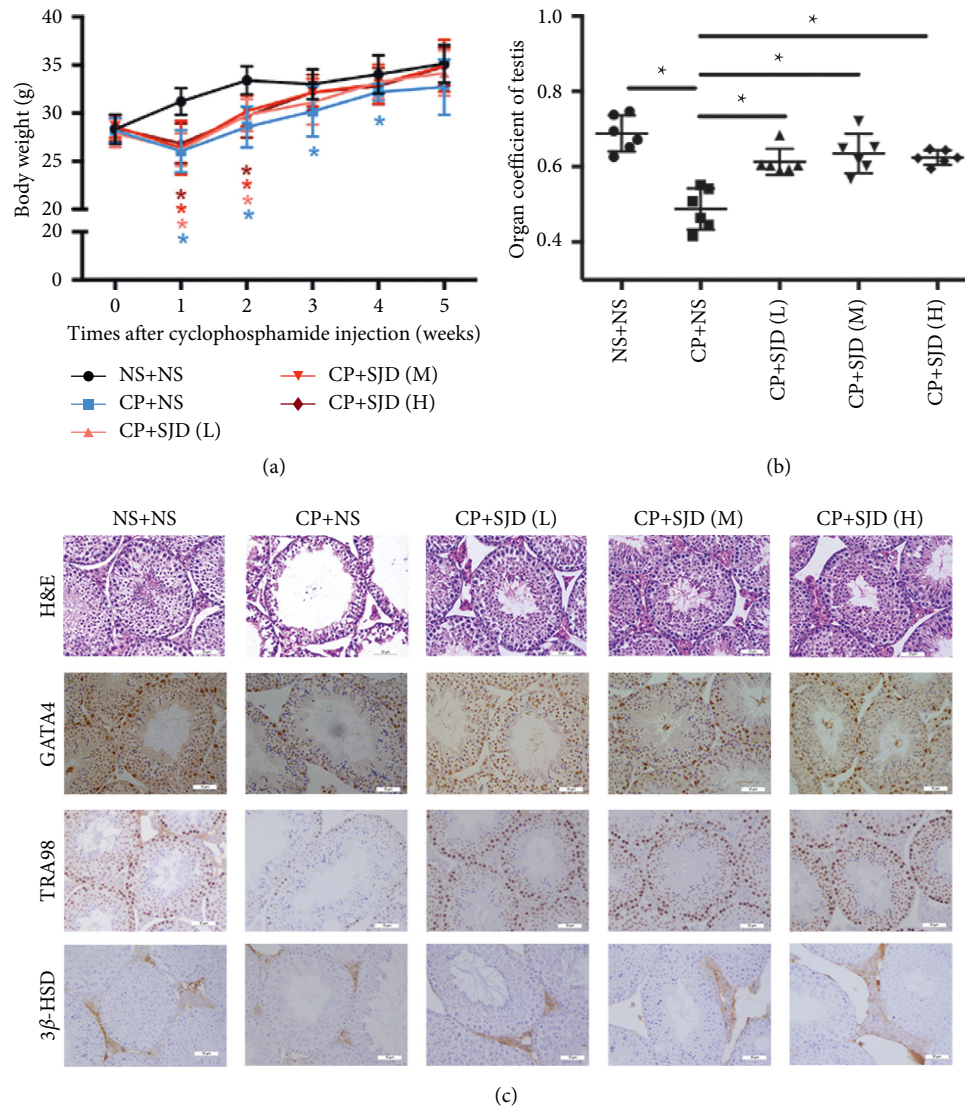 40
35
30
25
20
20
0
Body weight (g)
* * * *
* * * *
*
*
0 1 2 3 4 5
Times after cyclophosphamide injection (weeks)
NS+NS
CP+NS
CP+SJD (L)
CP+SJD (M)
CP+SJD (H)
(a)
1.0
0.8
0.6
0.4
Organ coefficient of testis
*
*
*
*
NS+NS
CP+NS
CP+SJD (L)
CP+SJD (M)
CP+SJD (H)
(b)
NS+NS CP+NS CP+SJD (L) CP+SJD (M) CP+SJD (H)
H&E
GATA4
TRA98
3β-HSD
(c)